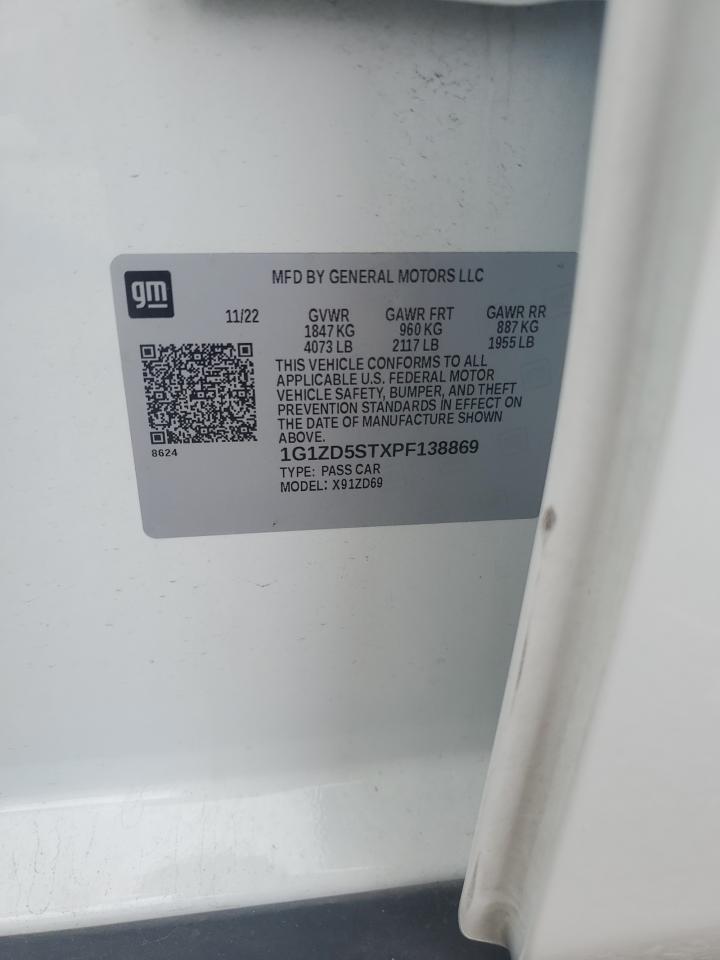 MFD BY GENERAL MOTORS LLC
gm
11/22 GVWR GAWR FRT GAWR RR
1847 KG 960 KG 887 KG
4073 LB 2117 LB 1955 LB
THIS VEHICLE CONFORMS TO ALL
APPLICABLE U.S. FEDERAL MOTOR
VEHICLE SAFETY, BUMPER, AND THEFT
PREVENTION STANDARDS IN EFFECT ON
THE DATE OF MANUFACTURE SHOWN
ABOVE.
8624
1G1ZD5STXPF138869
TYPE: PASS CAR
MODEL: X91ZD69